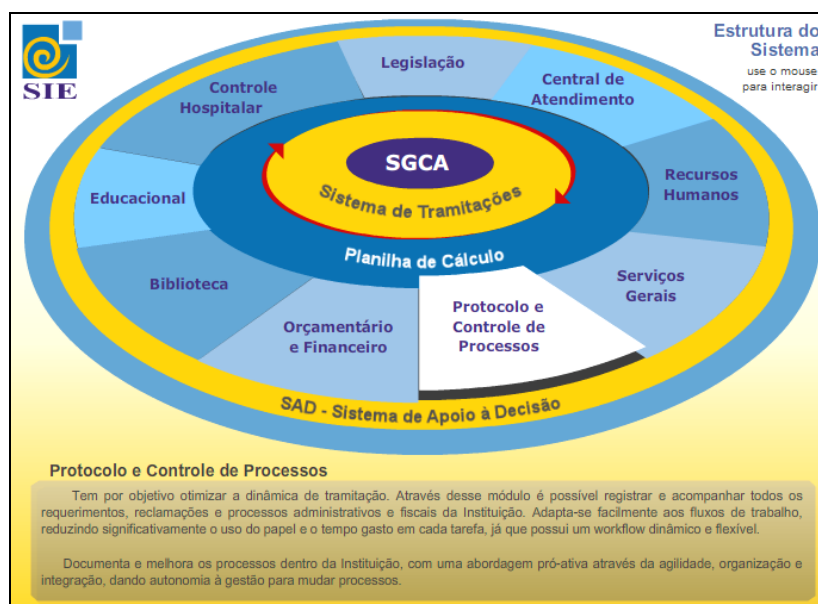 SIE
Estrutura do
Sistema
use o mouse
para interagir
Legislação
Controle
Hospitalar
Central de
Atendimento
SGCA
Sistema de Tramitações
Educacional
Recursos
Humanos
Planilha de Cálculo
Biblioteca
Serviços
Gerais
Orçamentário
e Financeiro
Protocolo e
Controle de
Processos
SAD - Sistema de Apoio à Decisão
Protocolo e Controle de Processos
Tem por objetivo otimizar a dinâmica de tramitação. Através desse módulo é possível registrar e acompanhar todos os
requerimentos, reclamações e processos administrativos e fiscais da Instituição. Adapta-se facilmente aos fluxos de trabalho,
reduzindo significativamente o uso do papel e o tempo gasto em cada tarefa, já que possui um workflow dinâmico e flexível.
Documenta e melhora os processos dentro da Instituição, com uma abordagem pró-ativa através da agilidade, organização e
integração, dando autonomia à gestão para mudar processos.